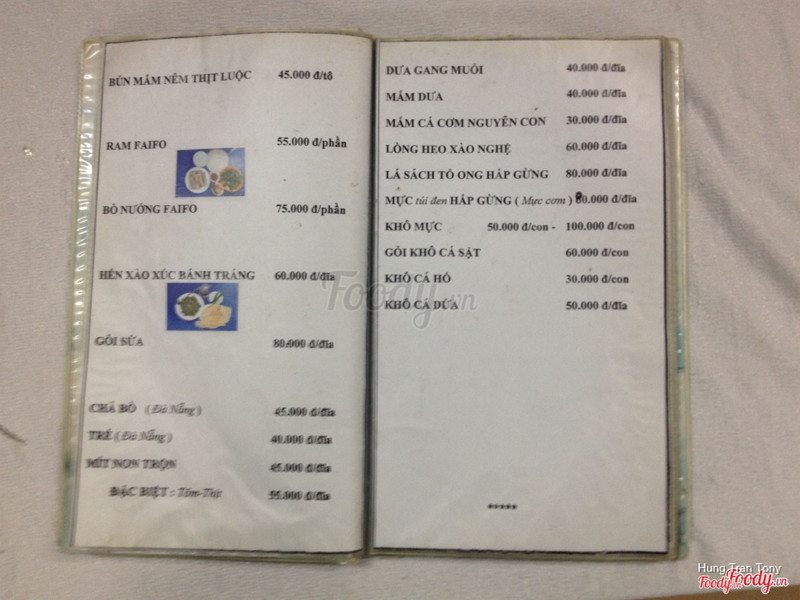 BÚN MẮM NÊM THỊT LUỘC 45.000 đ/tô
RAM FAIFO 55.000 đ/phần
BÒ NƯỚNG FAIFO 75.000 đ/phần
HẾN XÀO XÚC BÁNH TRÁNG 60.000 đ/đĩa
GỎI SỨA 80.000 đ/đĩa
CHẢ BÒ ( Đà Nẵng ) 45.000 đ/đĩa
TRÉ ( Đà Nẵng ) 40.000 đ/đĩa
MÍT NON TRỘN 45.000 đ/đĩa
ĐẶC BIỆT : Tôm-Thịt 55.000 đ/đĩa
DƯA GANG MUỐI 40.000 đ/đĩa
MẮM DƯA 40.000 đ/đĩa
MẮM CÁ CƠM NGUYÊN CON 30.000 đ/đĩa
LÒNG HEO XÀO NGHỆ 60.000 đ/đĩa
LÁ SÁCH TỔ ONG HẤP GỪNG 80.000 đ/đĩa
MỰC túi đen HẤP GỪNG ( Mực cơm ) 80.000 đ/đĩa
KHÔ MỰC 50.000 đ/con - 100.000 đ/con
GỎI KHÔ CÁ SẶT 60.000 đ/con
KHÔ CÁ HỐ 30.000 đ/con
KHÔ CÁ DỨA 50.000 đ/đĩa
*****
Foody.vn
Hung Tran Tony
Foody.vn